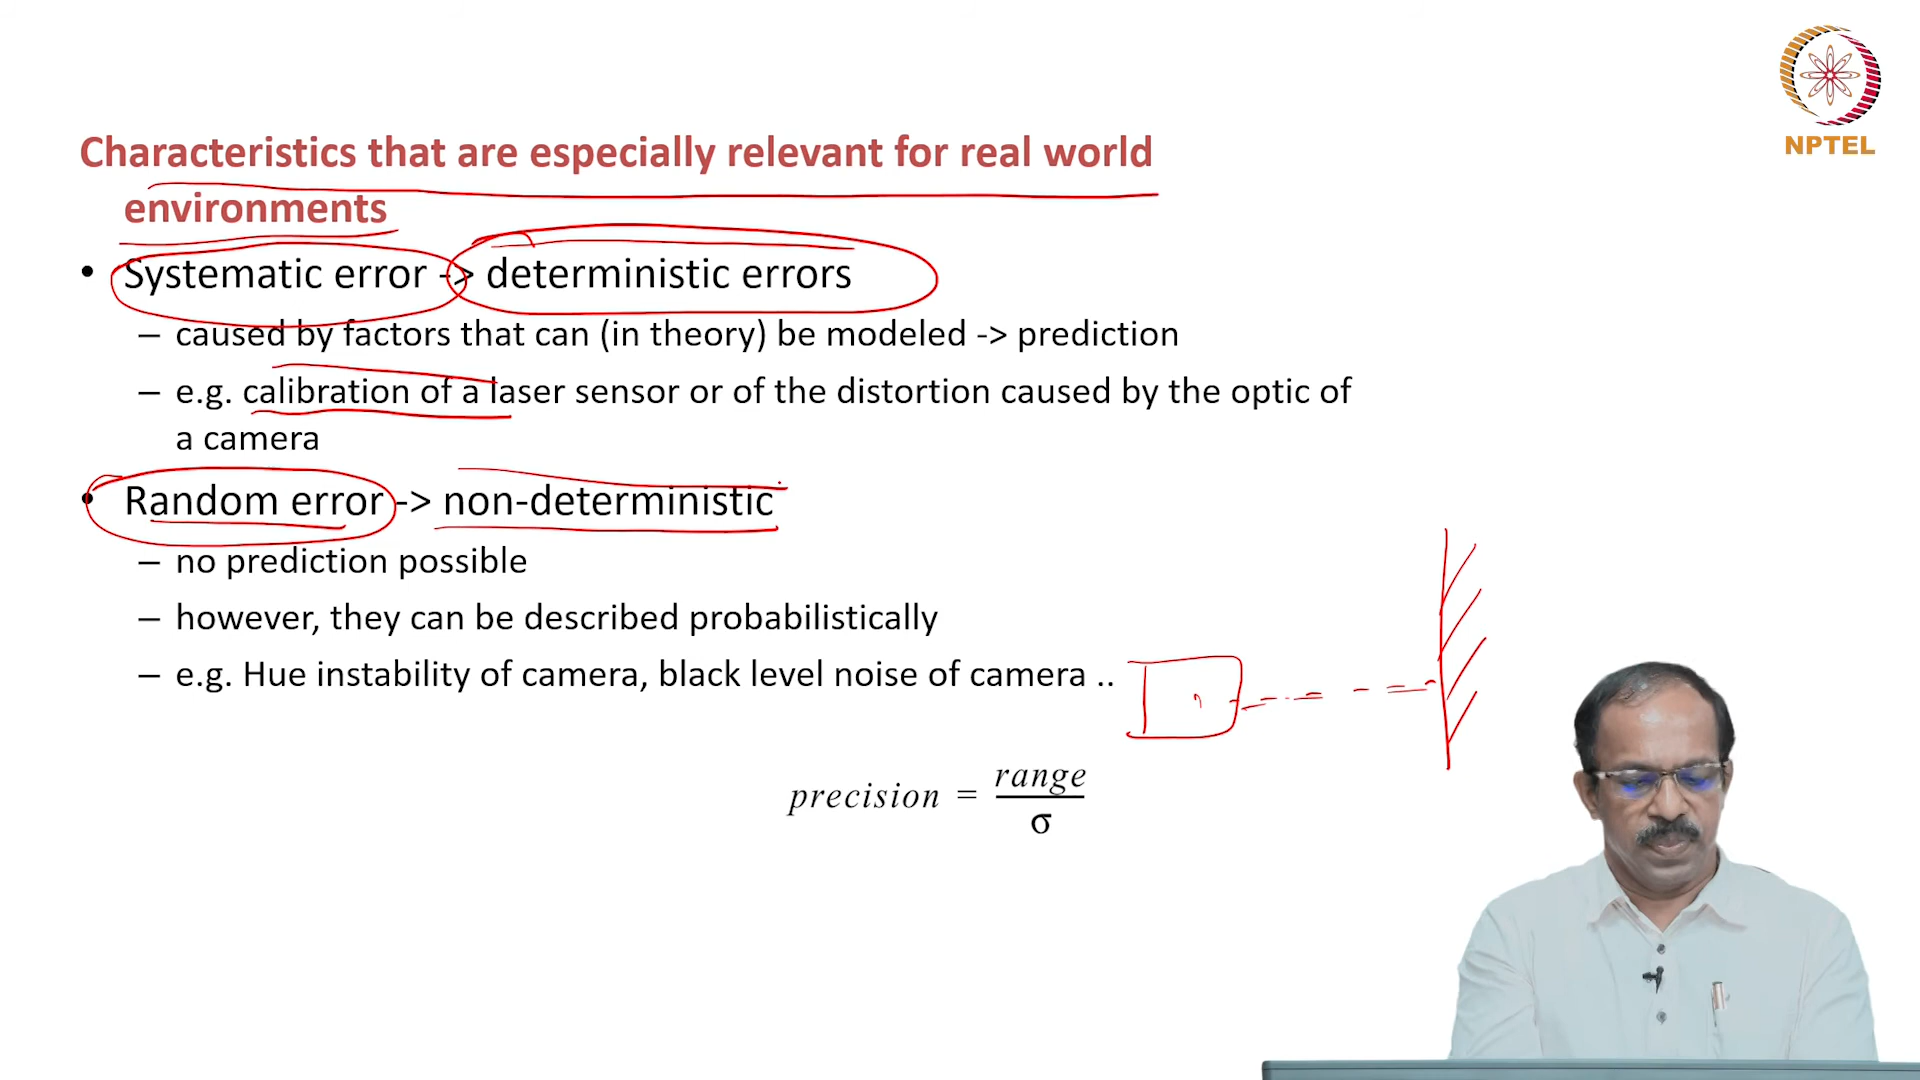 NPTEL
Characteristics that are especially relevant for real world
environments
• Systematic error -> deterministic errors
– caused by factors that can (in theory) be modeled -> prediction
– e.g. calibration of a laser sensor or of the distortion caused by the optic of
a camera
• Random error -> non-deterministic
– no prediction possible
– however, they can be described probabilistically
– e.g. Hue instability of camera, black level noise of camera ..
precision = range / σ